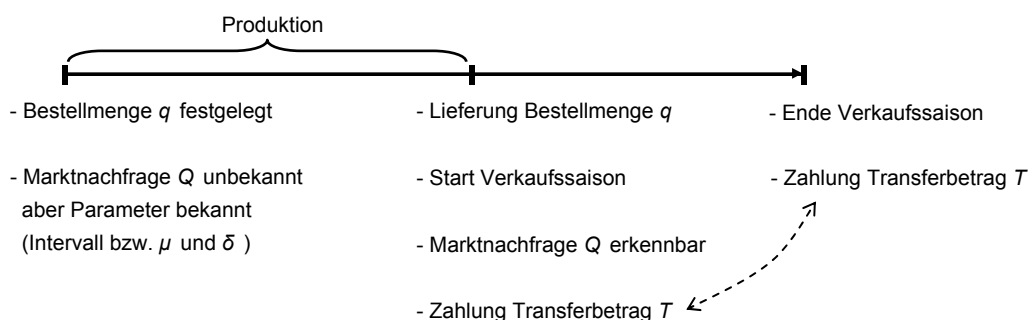 Produktion
- Bestellmenge q festgelegt
- Marktnachfrage Q unbekannt
aber Parameter bekannt
(Intervall bzw. μ und δ )
- Lieferung Bestellmenge q
- Start Verkaufssaison
- Marktnachfrage Q erkennbar
- Zahlung Transferbetrag T
- Ende Verkaufssaison
- Zahlung Transferbetrag T